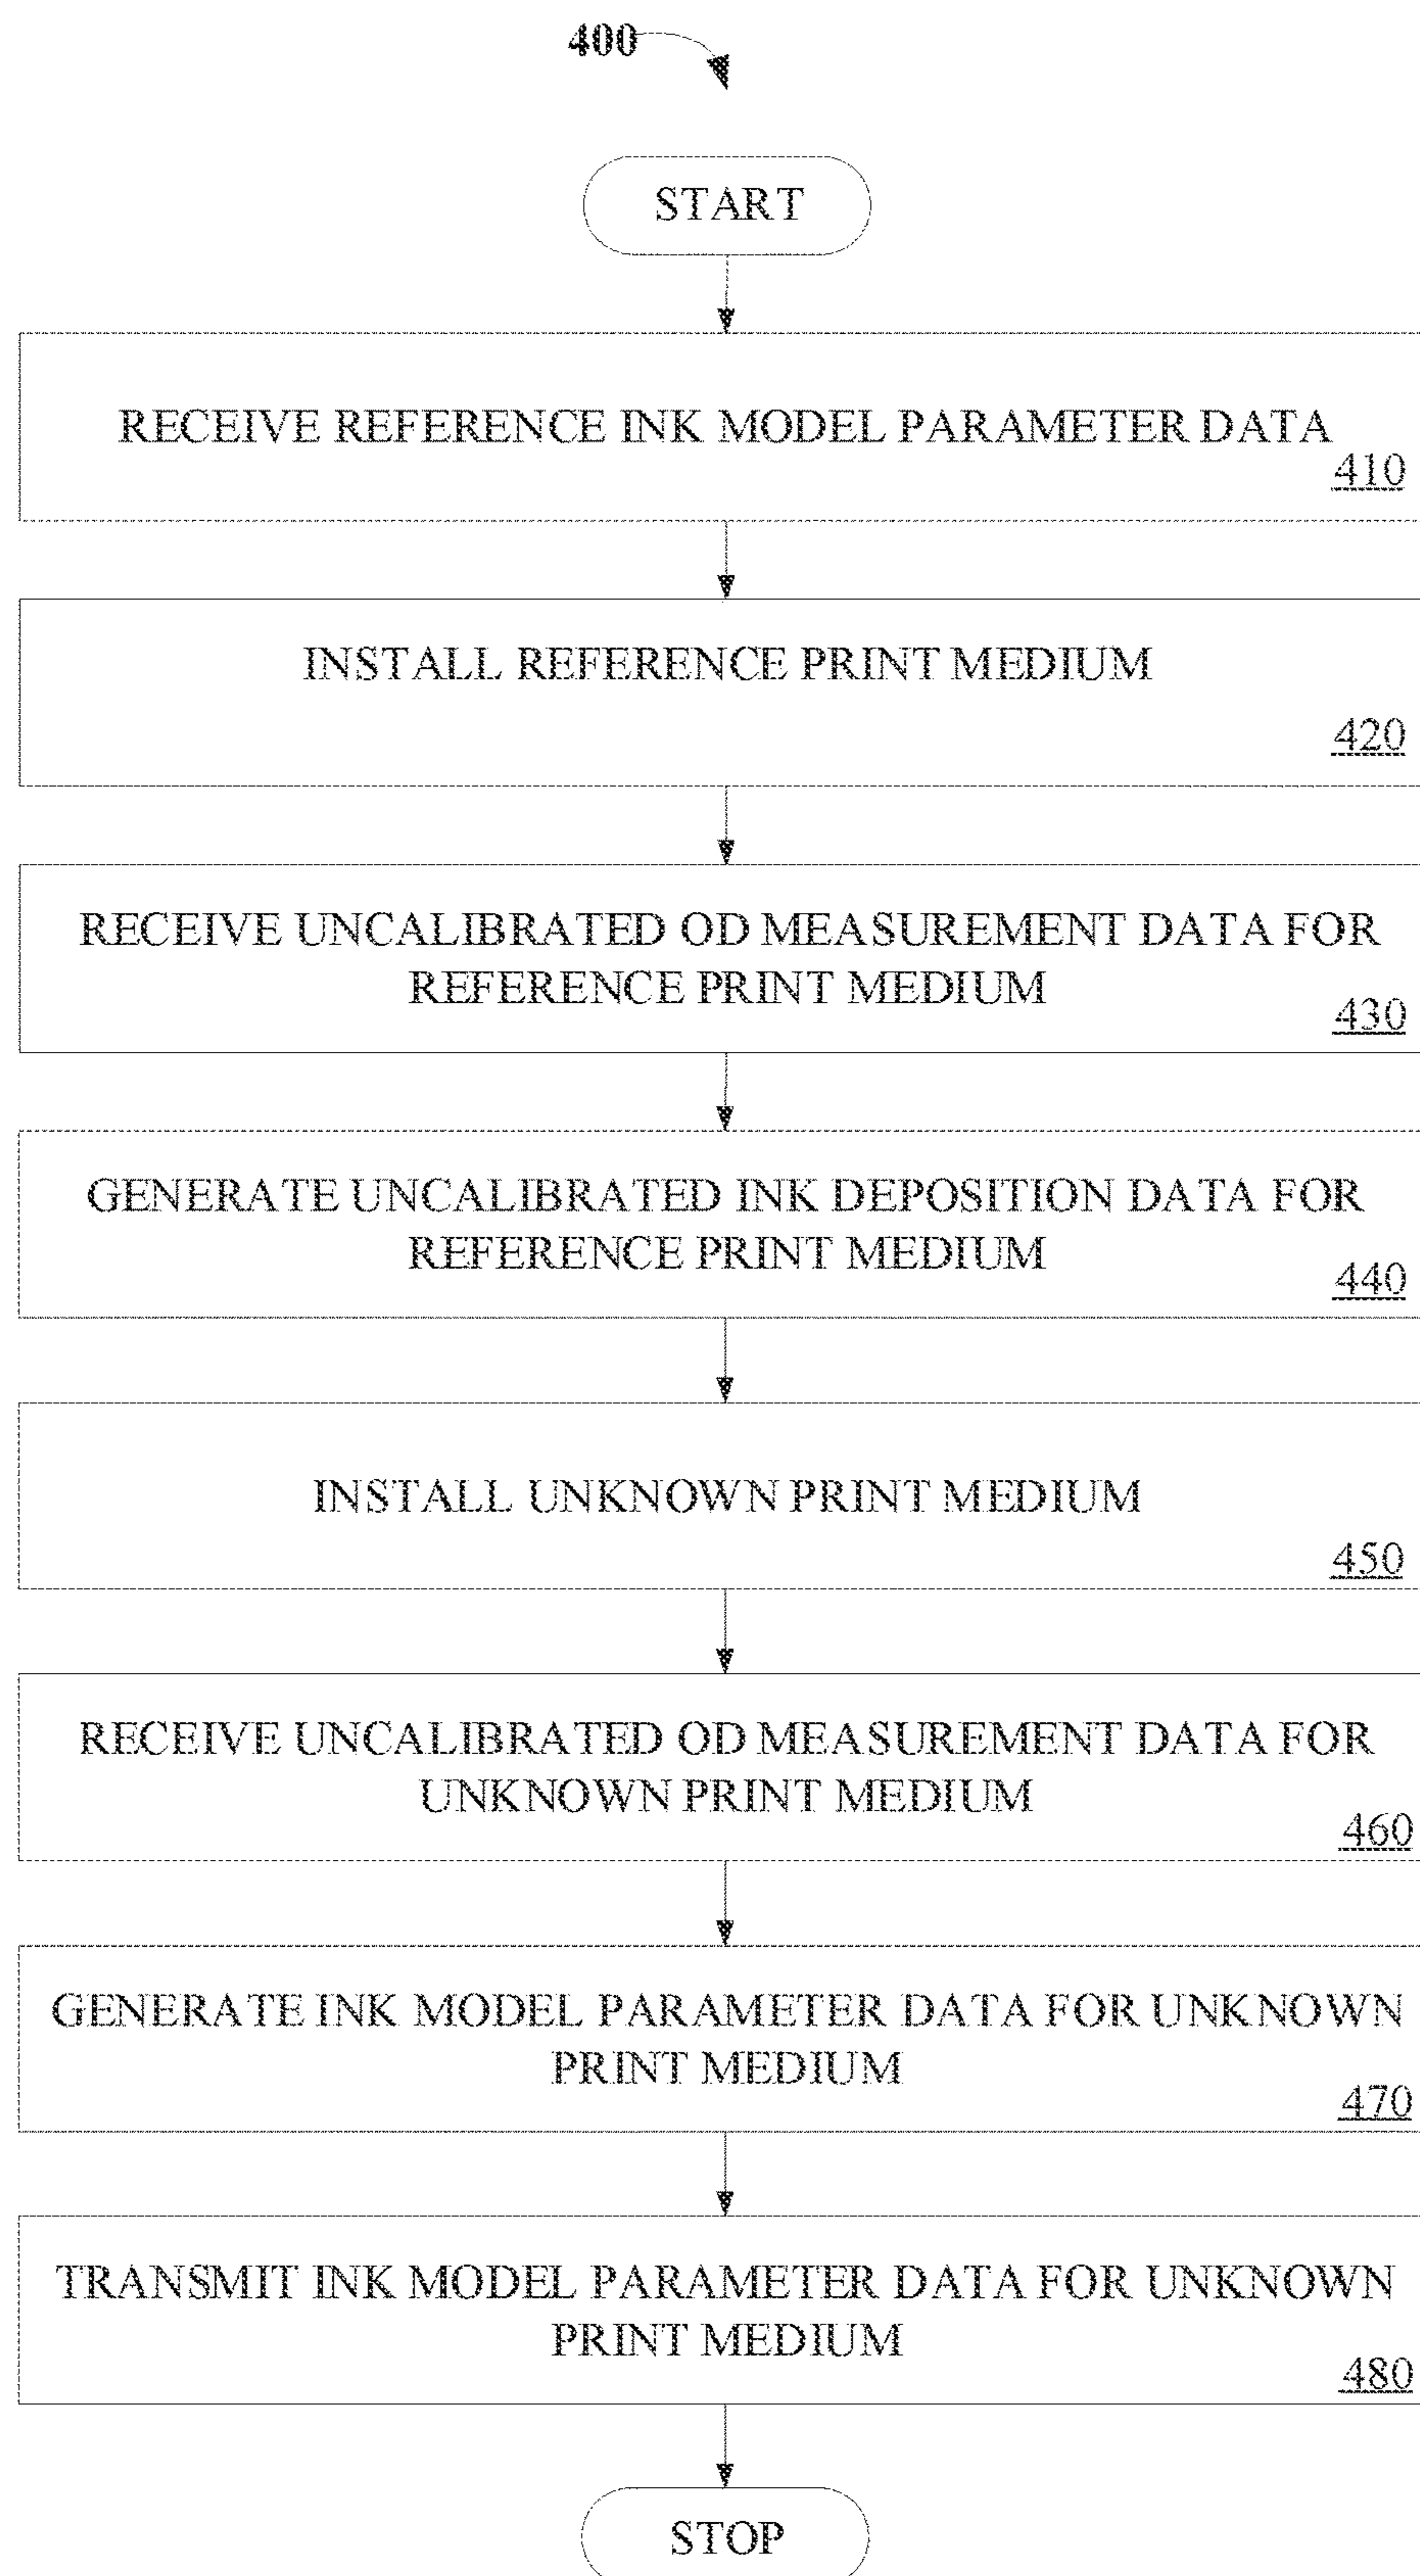 400
START
RECEIVE REFERENCE INK MODEL PARAMETER DATA
410
INSTALL REFERENCE PRINT MEDIUM
420
RECEIVE UNCALIBRATED OD MEASUREMENT DATA FOR
REFERENCE PRINT MEDIUM
430
GENERATE UNCALIBRATED INK DEPOSITION DATA FOR
REFERENCE PRINT MEDIUM
440
INSTALL UNKNOWN PRINT MEDIUM
450
RECEIVE UNCALIBRATED OD MEASUREMENT DATA FOR
UNKNOWN PRINT MEDIUM
460
GENERATE INK MODEL PARAMETER DATA FOR UNKNOWN
PRINT MEDIUM
470
TRANSMIT INK MODEL PARAMETER DATA FOR UNKNOWN
PRINT MEDIUM
480
STOP